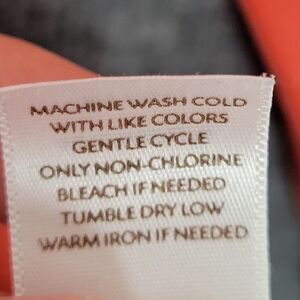 MACHINE WASH COLD
WITH LIKE COLORS
GENTLE CYCLE
ONLY NON-CHLORINE
BLEACH IF NEEDED
TUMBLE DRY LOW
WARM IRON IF NEEDED